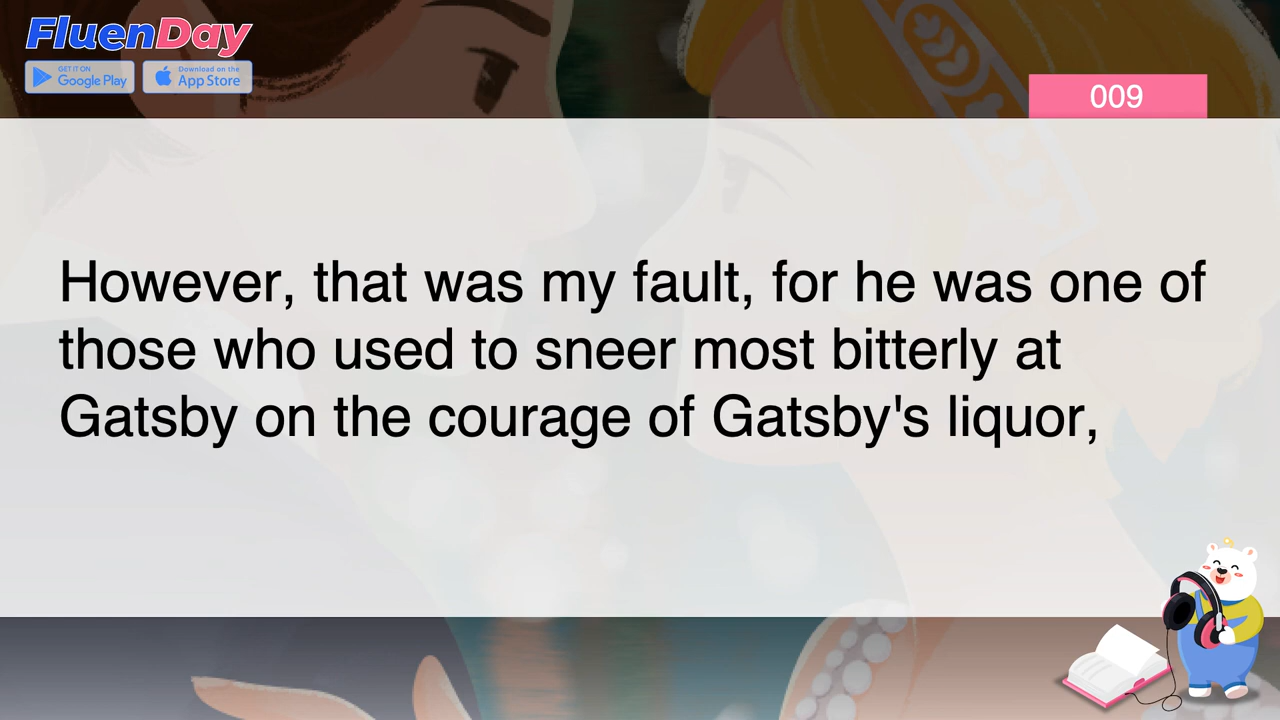 FluenDay
GET IT ON
Google Play
Download on the
App Store
009
However, that was my fault, for he was one of
those who used to sneer most bitterly at
Gatsby on the courage of Gatsby's liquor,